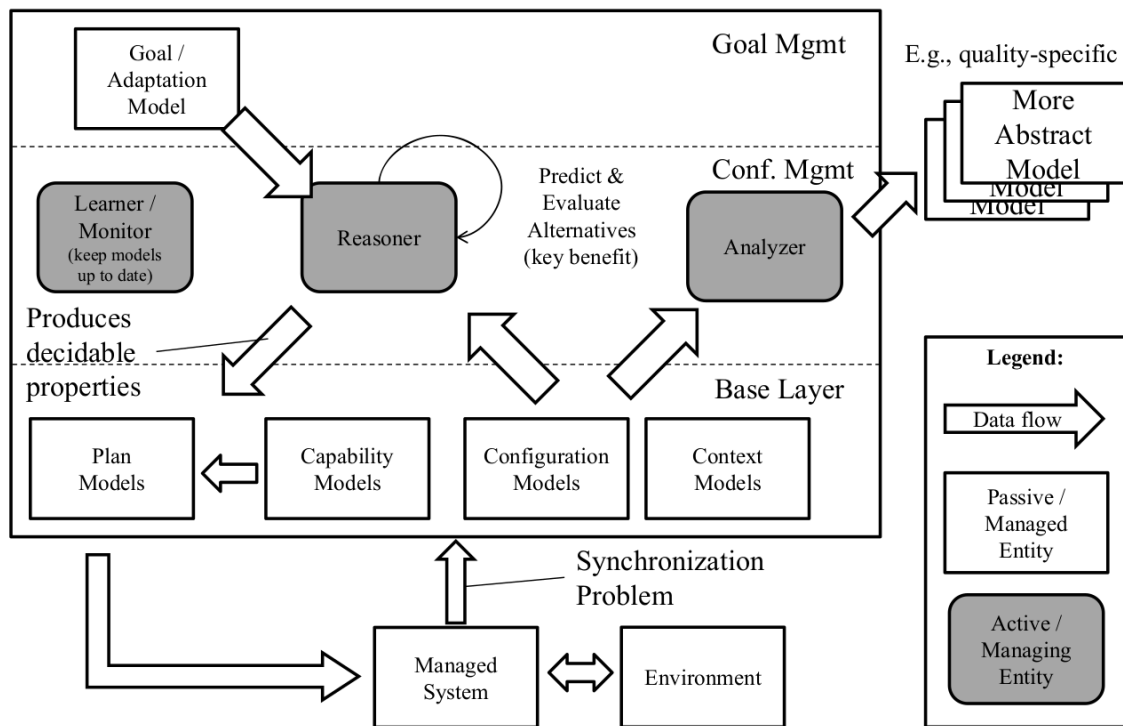 Goal Mgmt
Goal /
Adaptation
Model
E.g., quality-specific
More
Abstract
Model
Model
Model
Conf. Mgmt
Learner /
Monitor
(keep models
up to date)
Reasoner
Predict &
Evaluate
Alternatives
(key benefit)
Analyzer
Produces
decidable
properties
Base Layer
Plan
Models
Capability
Models
Configuration
Models
Context
Models
Synchronization
Problem
Managed
System
Environment
Legend:
Data flow
Passive /
Managed
Entity
Active /
Managing
Entity